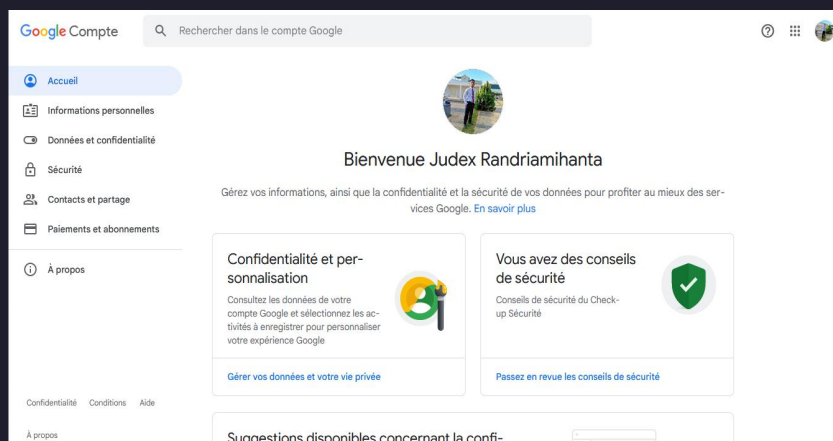 Google Compte
Rechercher dans le compte Google
Accueil
Informations personnelles
Données et confidentialité
Sécurité
Contacts et partage
Paiements et abonnements
À propos
Confidentialité Conditions Aide
À propos
Bienvenue Judex Randriamihanta
Gérez vos informations, ainsi que la confidentialité et la sécurité de vos données pour profiter au mieux des ser-
vices Google. En savoir plus
Confidentialité et per-
sonnalisation
Consultez les données de votre
compte Google et sélectionnez les ac-
tivités à enregistrer pour personnaliser
votre expérience Google
Gérer vos données et votre vie privée
Vous avez des conseils
de sécurité
Conseils de sécurité du Check-
up Sécurité
Passez en revue les conseils de sécurité
Suggestions disponibles concernant la confi-